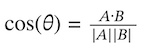 cos(θ) = A·B / |A||B|